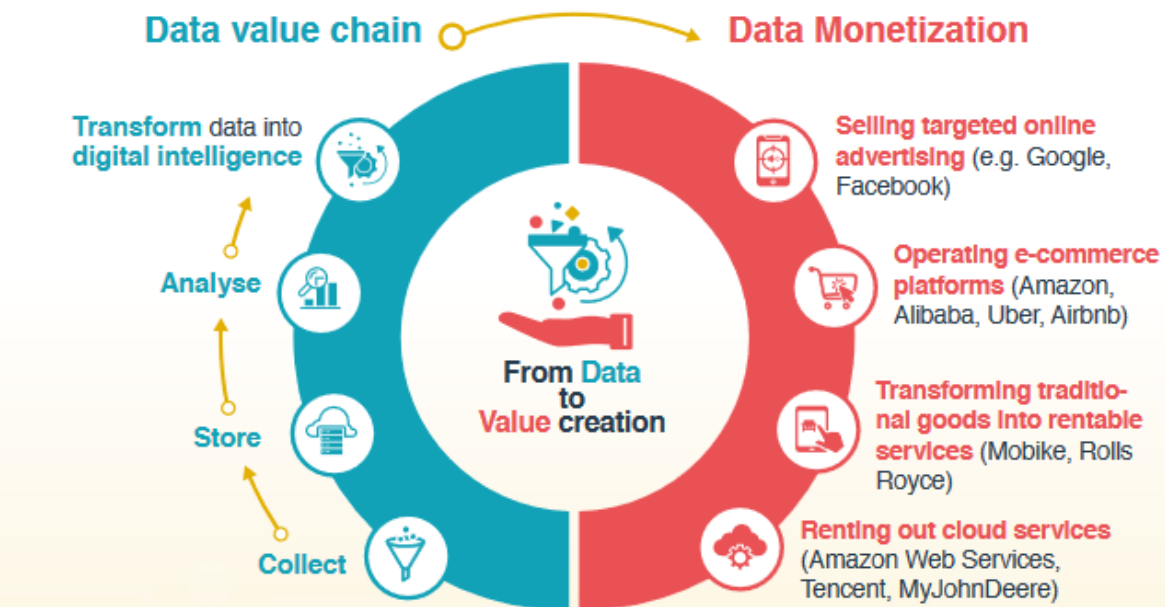 Data value chain
Data Monetization
Transform data into
digital intelligence
Analyse
Store
Collect
From Data
to
Value creation
Selling targeted online
advertising (e.g. Google,
Facebook)
Operating e-commerce
platforms (Amazon,
Alibaba, Uber, Airbnb)
Transforming traditio-
nal goods into rentable
services (Mobike, Rolls
Royce)
Renting out cloud services
(Amazon Web Services,
Tencent, MyJohnDeere)